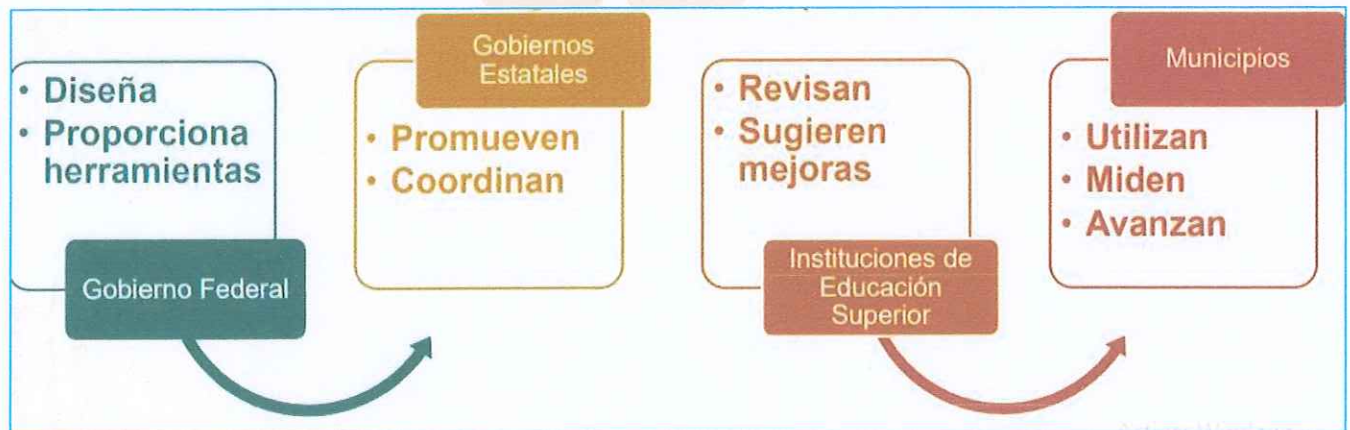 • Diseña
• Proporciona
herramientas
Gobierno Federal
Gobiernos
Estatales
• Promueven
• Coordinan
• Revisan
• Sugieren
mejoras
Instituciones de
Educación
Superior
Municipios
• Utilizan
• Miden
• Avanzan